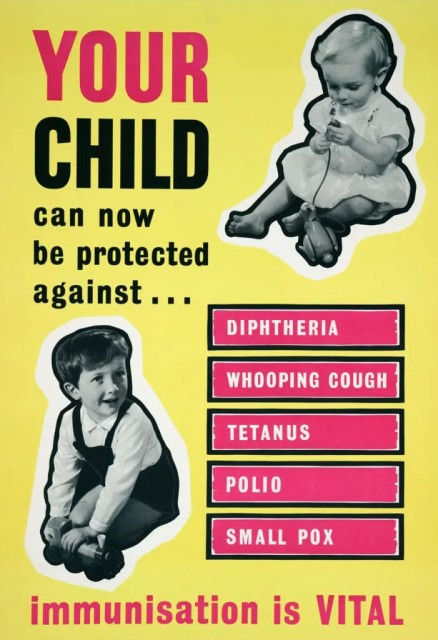 YOUR
CHILD
can now
be protected
against...
DIPHTHERIA
WHOOPING COUGH
TETANUS
POLIO
SMALL POX
immunisation is VITAL